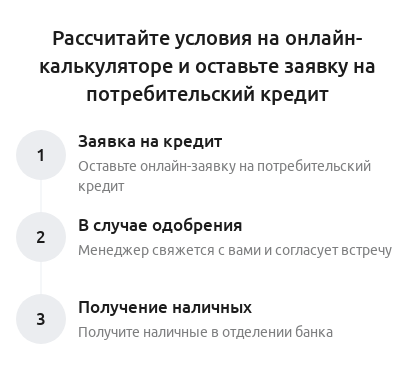 Рассчитайте условия на онлайн-
калькуляторе и оставьте заявку на
потребительский кредит
1
Заявка на кредит
Оставьте онлайн-заявку на потребительский
кредит
2
В случае одобрения
Менеджер свяжется с вами и согласует встречу
3
Получение наличных
Получите наличные в отделении банка